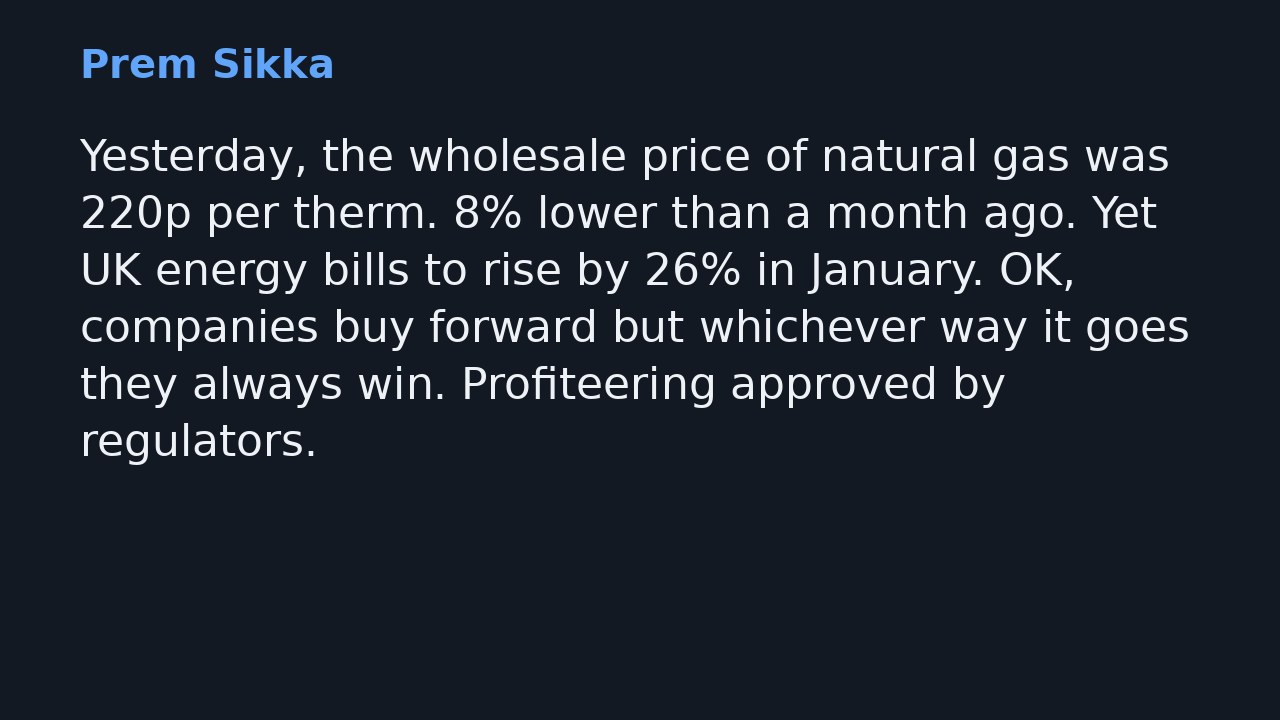 Prem Sikka
Yesterday, the wholesale price of natural gas was
220p per therm. 8% lower than a month ago. Yet
UK energy bills to rise by 26% in January. OK,
companies buy forward but whichever way it goes
they always win. Profiteering approved by
regulators.